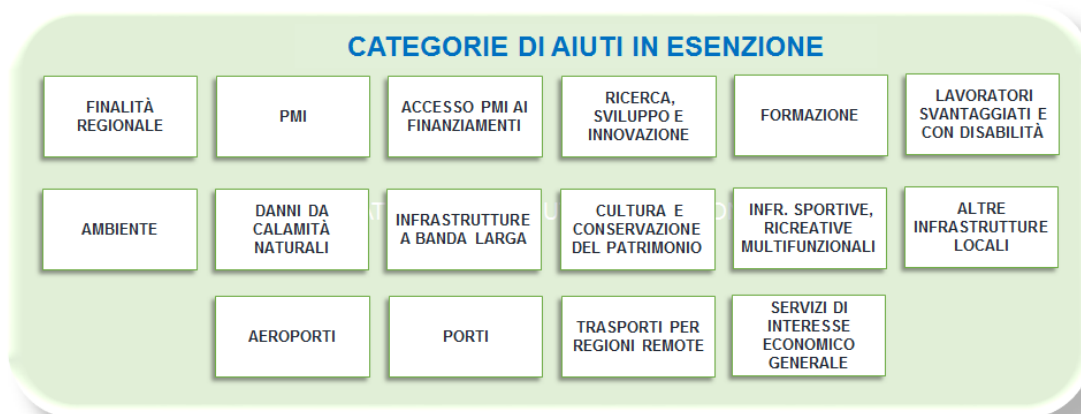 CATEGORIE DI AIUTI IN ESENZIONE
FINALITÀ
REGIONALE
PMI
ACCESSO PMI AI
FINANZIAMENTI
RICERCA,
SVILUPPO E
INNOVAZIONE
FORMAZIONE
LAVORATORI
SVANTAGGIATI E
CON DISABILITÀ
AMBIENTE
DANNI DA
CALAMITÀ
NATURALI
INFRASTRUTTURE
A BANDA LARGA
CULTURA E
CONSERVAZIONE
DEL PATRIMONIO
INFR. SPORTIVE,
RICREATIVE
MULTIFUNZIONALI
ALTRE
INFRASTRUTTURE
LOCALI
AEROPORTI
PORTI
TRASPORTI PER
REGIONI REMOTE
SERVIZI DI
INTERESSE
ECONOMICO
GENERALE